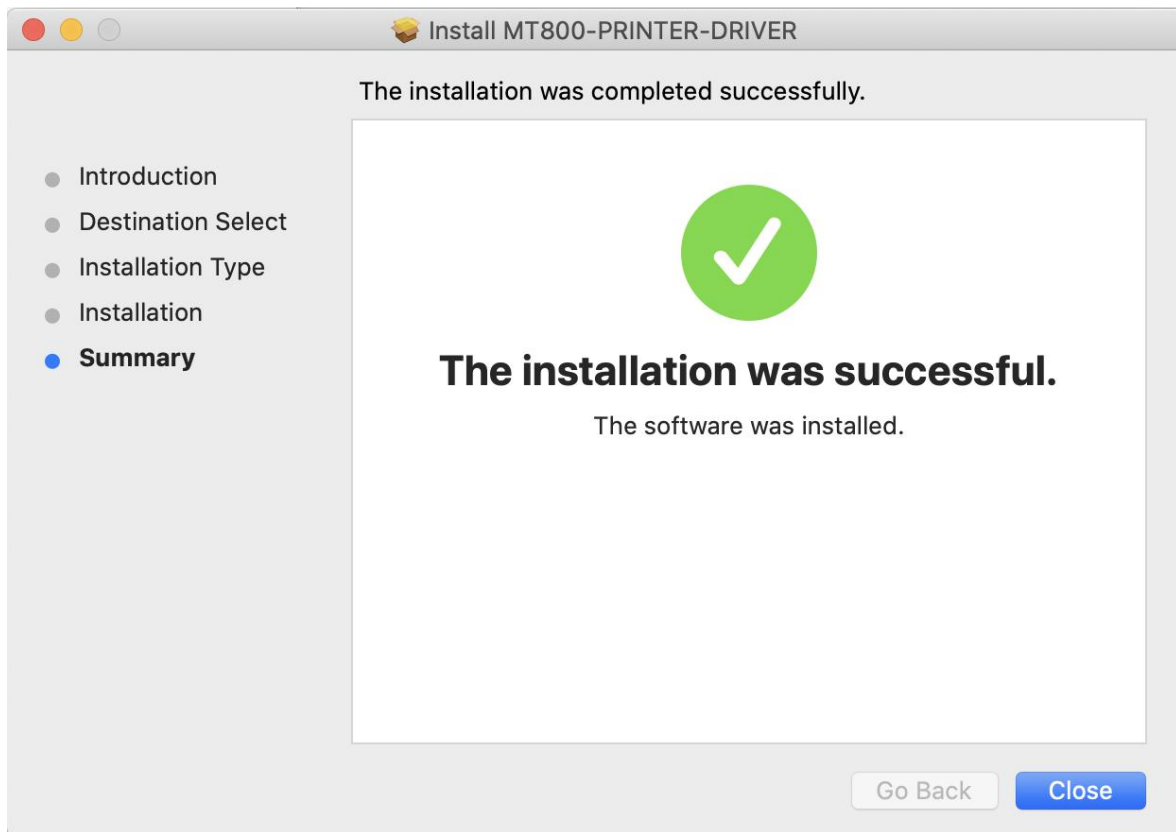 Install MT800-PRINTER-DRIVER
The installation was completed successfully.
Introduction
Destination Select
Installation Type
Installation
Summary
The installation was successful.
The software was installed.
Go Back
Close